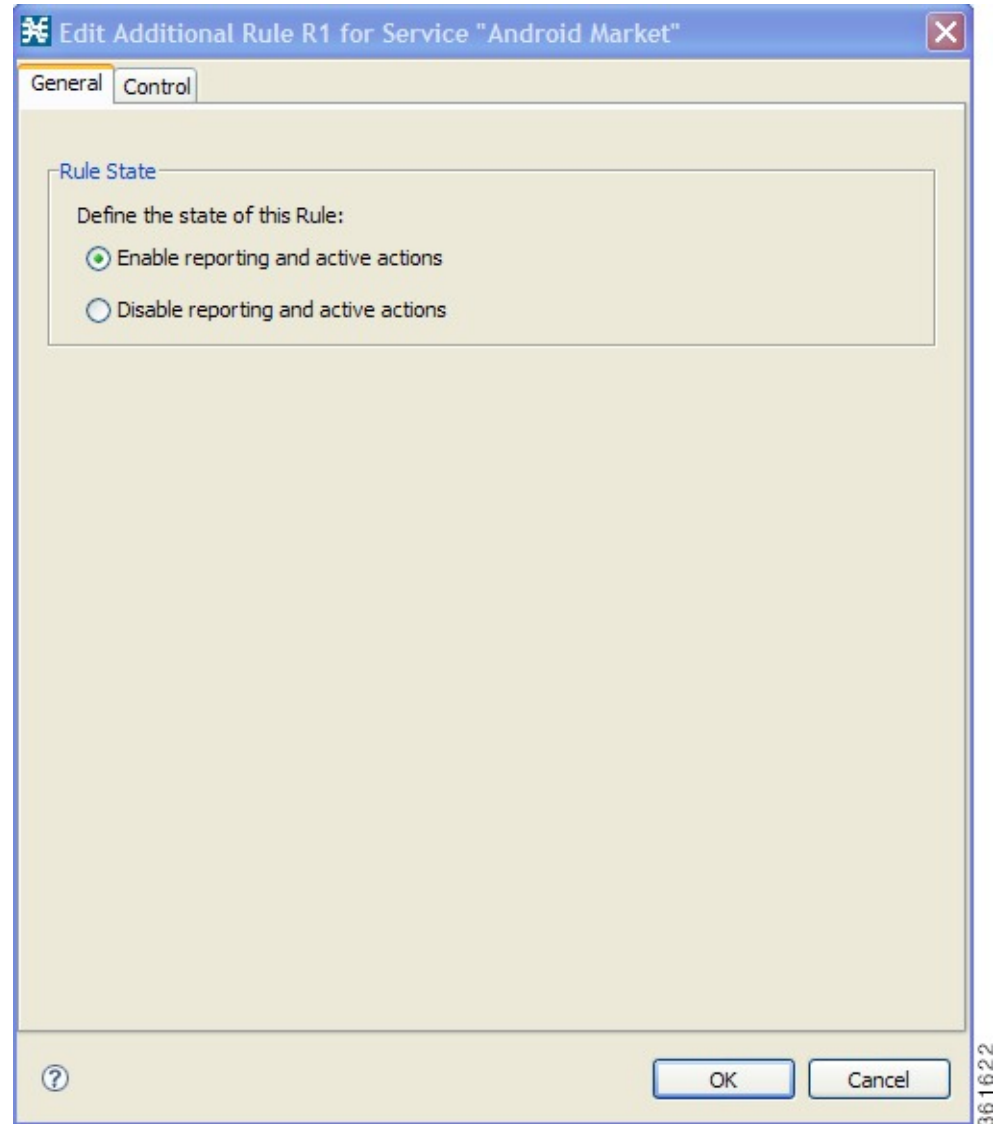 Edit Additional Rule R1 for Service "Android Market"
General Control
Rule State
Define the state of this Rule:
Enable reporting and active actions
Disable reporting and active actions
?
OK Cancel
361622